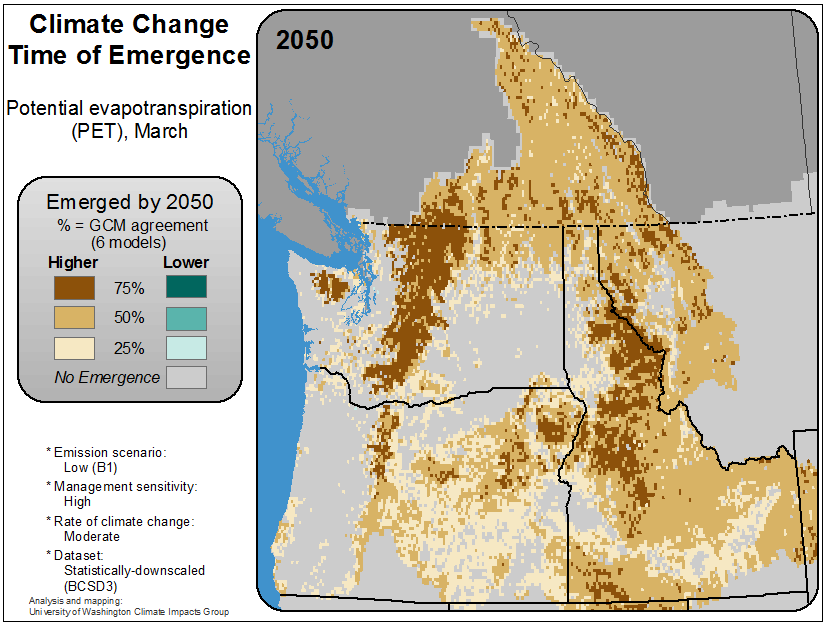 Climate Change
Time of Emergence
Potential evapotranspiration
(PET), March
Emerged by 2050
% = GCM agreement
(6 models)
Higher Lower
75%
50%
25%
No Emergence
* Emission scenario:
Low (B1)
* Management sensitivity:
High
* Rate of climate change:
Moderate
* Dataset:
Statistically-downscaled
(BCSD3)
Analysis and mapping:
University of Washington Climate Impacts Group
2050